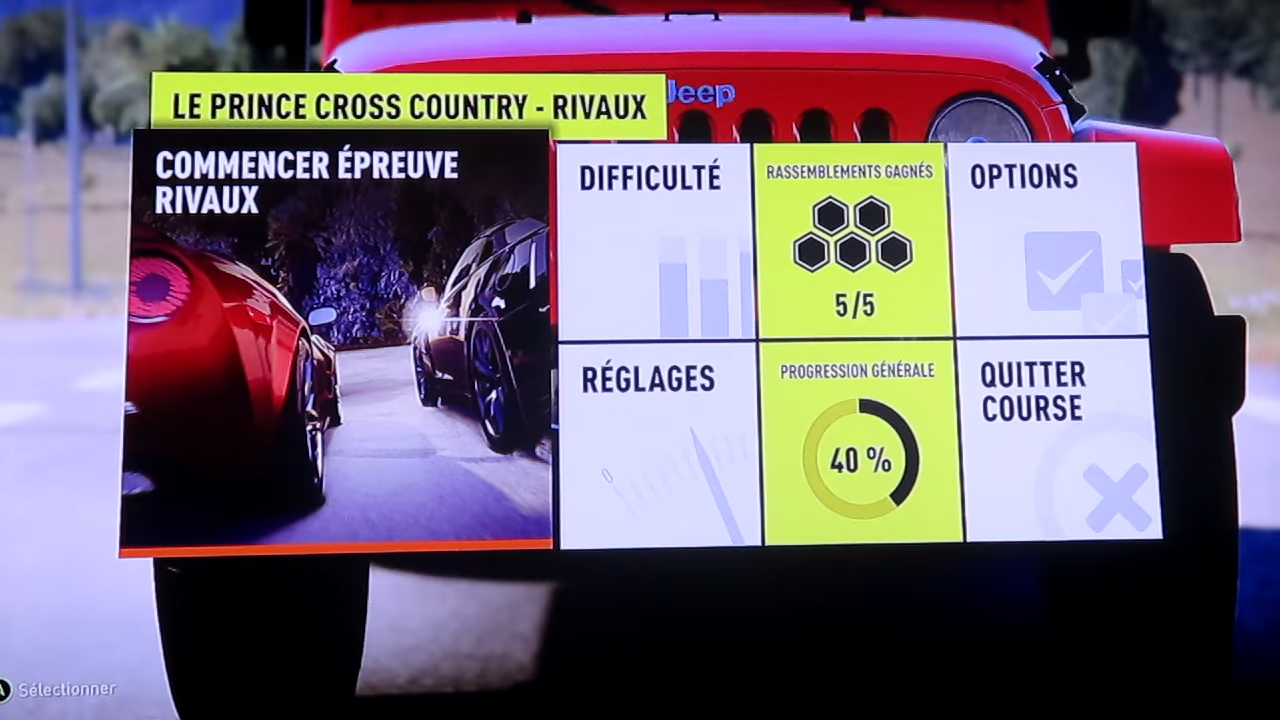 LE PRINCE CROSS COUNTRY - RIVAUX
Jeep
COMMENCER ÉPREUVE
RIVAUX
DIFFICULTÉ
RASSEMBLEMENTS GAGNÉS
5/5
OPTIONS
RÉGLAGES
0
PROGRESSION GÉNÉRALE
40 %
QUITTER
COURSE
A Sélectionner